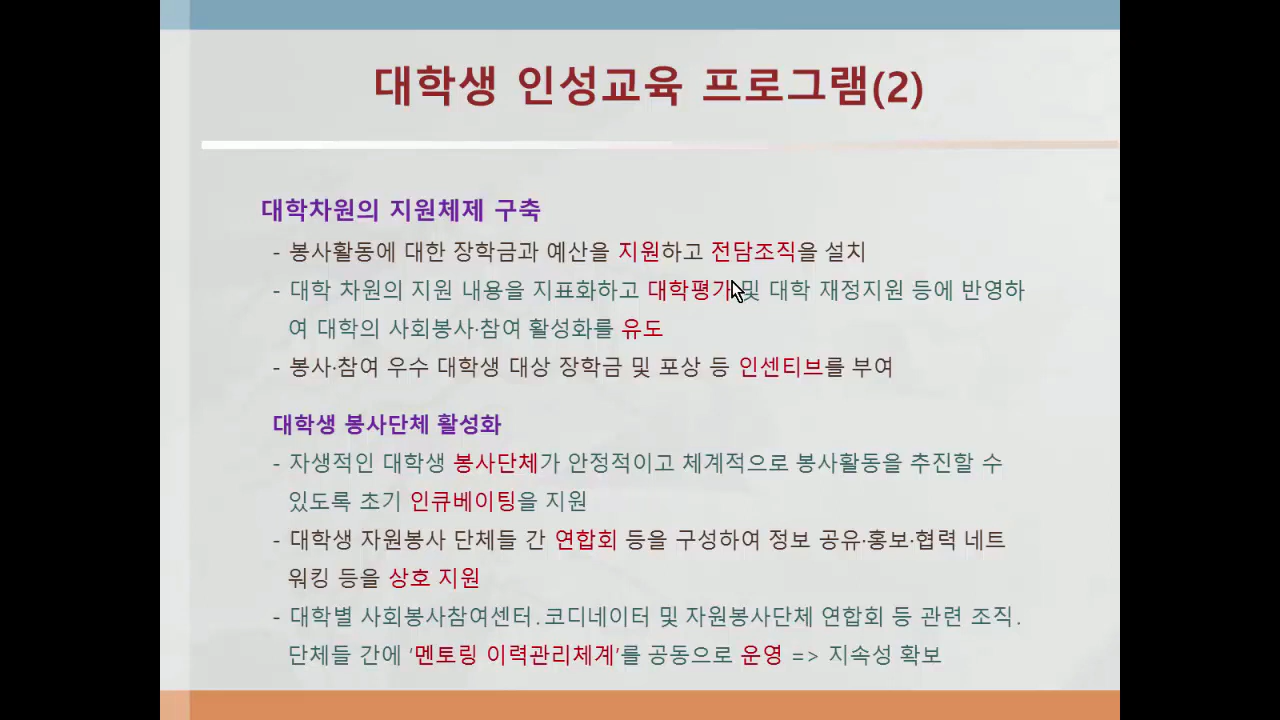 대학생 인성교육 프로그램(2)
대학차원의 지원체제 구축
- 봉사활동에 대한 장학금과 예산을 지원하고 전담조직을 설치
- 대학 차원의 지원 내용을 지표화하고 대학평가 및 대학 재정지원 등에 반영하
여 대학의 사회봉사·참여 활성화를 유도
- 봉사·참여 우수 대학생 대상 장학금 및 포상 등 인센티브를 부여
대학생 봉사단체 활성화
- 자생적인 대학생 봉사단체가 안정적이고 체계적으로 봉사활동을 추진할 수
있도록 초기 인큐베이팅을 지원
- 대학생 자원봉사 단체들 간 연합회 등을 구성하여 정보 공유·홍보·협력 네트
워킹 등을 상호 지원
- 대학별 사회봉사참여센터.코디네이터 및 자원봉사단체 연합회 등 관련 조직.
단체들 간에 ‘멘토링 이력관리체계’를 공동으로 운영 => 지속성 확보